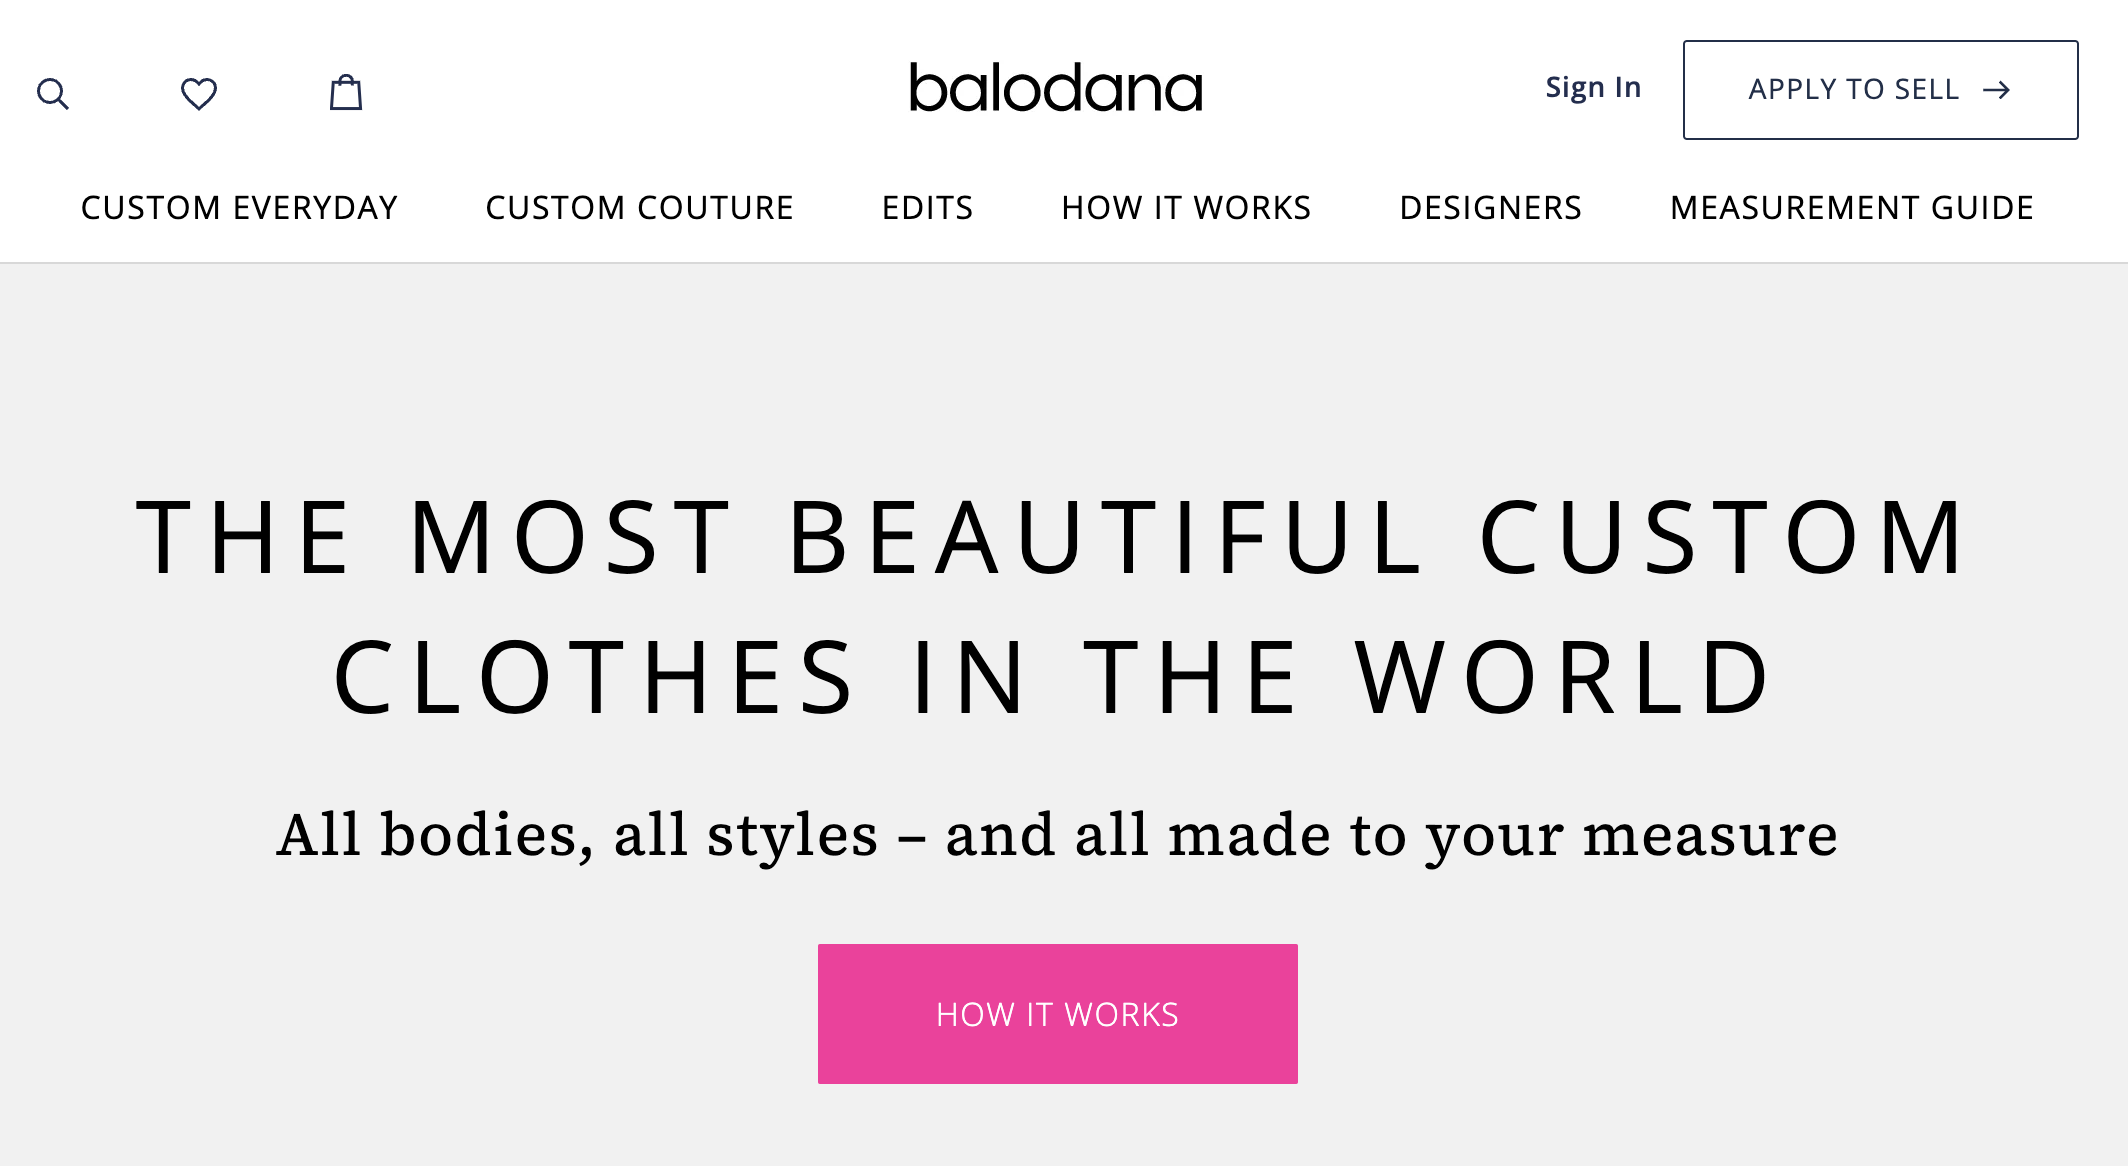 balodana
Sign In
APPLY TO SELL →
CUSTOM EVERYDAY
CUSTOM COUTURE
EDITS
HOW IT WORKS
DESIGNERS
MEASUREMENT GUIDE
THE MOST BEAUTIFUL CUSTOM
CLOTHES IN THE WORLD
All bodies, all styles – and all made to your measure
HOW IT WORKS